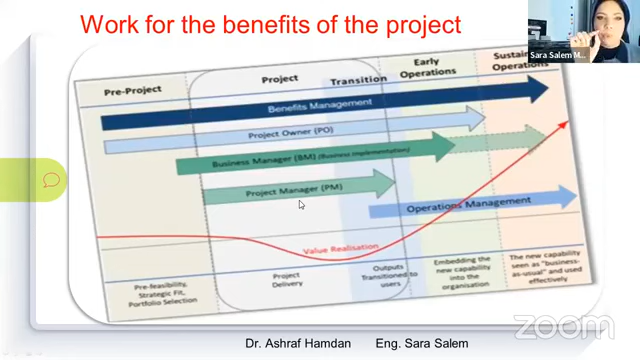 Work for the benefits of the project
Sara Salem M...
Pre-Project
Project
Transition
Early
Operations
Operations
Benefits Management
Project Owner (PO)
Business Manager (BM) (Business Implementation)
Project Manager (PM)
Operations Management
Value Realisation
Pre-feasibility,
Strategic Fit,
Portfolio Selection
Project
Delivery
Outputs
Transitioned to
users
Embedding the
new capability
into the
organisation
The new capability
seen as "business-
as-usual" and used
effectively
Dr. Ashraf Hamdan Eng. Sara Salem
zoom